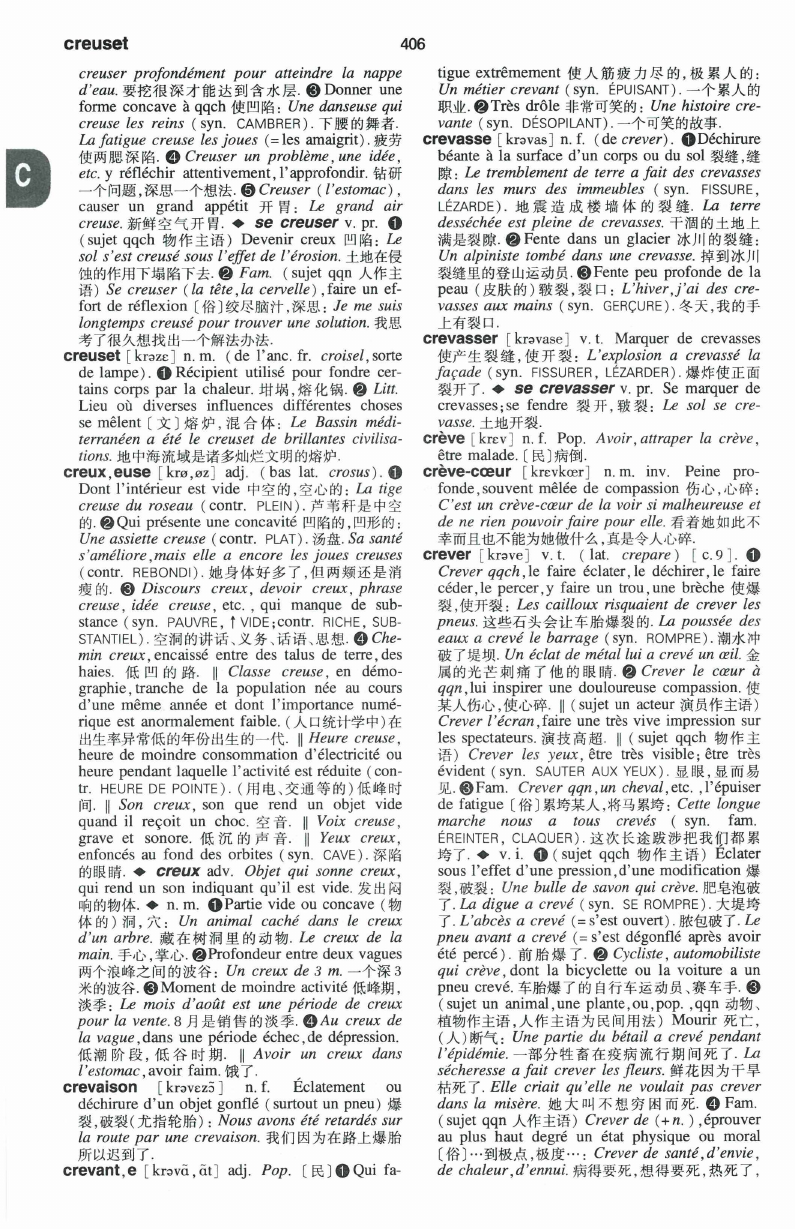 creuset
406
creuser profondément pour atteindre la nappe
d'eau. 要挖很深才能达到含水层. ❸ Donner une
forme concave à qqch 使凹陷: Une danseuse qui
creuse les reins (syn. CAMBRER). 下腰的舞者.
La fatigue creuse les joues (= les amaigrit). 疲劳
使两腮深陷. ❹ Creuser un problème, une idée,
etc. y réfléchir attentivement, l'approfondir. 钻研
一个问题,深思一个想法. ❺ Creuser (l'estomac),
causer un grand appétit 开胃: Le grand air
creuse. 新鲜空气开胃. ◆ se creuser v. pr. ❶
(sujet qqch 物作主语) Devenir creux 凹陷: Le
sol s'est creusé sous l'effet de l'érosion. 土地在侵
蚀的作用下塌陷下去. ❷ Fam. (sujet qqn 人作主
语) Se creuser (la tête, la cervelle), faire un ef-
fort de réflexion [俗]绞尽脑汁,深思: Je me suis
longtemps creusé pour trouver une solution. 我思
考了很久想找出一个解法办法.
creuset [krəzɛ] n. m. (de l'anc. fr. croisel, sorte
de lampe). ❶ Récipient utilisé pour fondre cer-
tains corps par la chaleur. 坩埚,熔化锅. ❷ Litt.
Lieu où diverses influences différentes choses
se mêlent [文] 熔炉, 混合体: Le Bassin médi-
terranéen a été le creuset de brillantes civilisa-
tions. 地中海流域是诸多灿烂文明的熔炉.
creux, euse [krø, øz] adj. (bas lat. crosus). ❶
Dont l'intérieur est vide 中空的,空心的: La tige
creuse du roseau (contr. PLEIN). 芦苇秆是中空
的. ❷ Qui présente une concavité 凹陷的,凹形的:
Une assiette creuse (contr. PLAT). 汤盘. Sa santé
s'améliore, mais elle a encore les joues creuses
(contr. REBONDI). 她身体好多了,但两颊还是消
瘦的. ❸ Discours creux, devoir creux, phrase
creuse, idée creuse, etc., qui manque de sub-
stance (syn. PAUVRE, ↑ VIDE; contr. RICHE, SUB-
STANTIEL). 空洞的讲话、义务、话语、思想. ❹ Che-
min creux, encaissé entre des talus de terre, des
haies. 低凹的路. ‖ Classe creuse, en démo-
graphie, tranche de la population née au cours
d'une même année et dont l'importance numé-
rique est anormalement faible. (人口统计学中)在
出生率异常低的年份出生的一代. ‖ Heure creuse,
heure de moindre consommation d'électricité ou
heure pendant laquelle l'activité est réduite (con-
tr. HEURE DE POINTE). (用电、交通等的)低峰时
间. ‖ Son creux, son que rend un objet vide
quand il reçoit un choc. 空音. ‖ Voix creuse,
grave et sonore. 低沉的声音. ‖ Yeux creux,
enfoncés au fond des orbites (syn. CAVE). 深陷
的眼睛. ◆ creux adv. Objet qui sonne creux,
qui rend un son indiquant qu'il est vide. 发出闷
响的物体. ◆ n. m. ❶ Partie vide ou concave (物
体的) 洞, 穴: Un animal caché dans le creux
d'un arbre. 藏在树洞里的动物. Le creux de la
main. 手心,掌心. ❷ Profondeur entre deux vagues
两个浪峰之间的波谷: Un creux de 3 m. 一个深3
米的波谷. ❸ Moment de moindre activité 低峰期,
淡季: Le mois d'août est une période de creux
pour la vente. 8月是销售的淡季. ❹ Au creux de
la vague, dans une période échec, de dépression.
低潮阶段, 低谷时期. ‖ Avoir un creux dans
l'estomac, avoir faim. 饿了.
crevaison [krəvɛzɔ̃] n. f. Éclatement ou
déchirure d'un objet gonflé (surtout un pneu) 爆
裂,破裂(尤指轮胎): Nous avons été retardés sur
la route par une crevaison. 我们因为在路上爆胎
所以迟到了.
crevant, e [krəvɑ̃, ɑ̃t] adj. Pop. [民] ❶ Qui fa-
C
tigue extrêmement 使人筋疲力尽的,极累人的:
Un métier crevant (syn. ÉPUISANT). 一个累人的
职业. ❷ Très drôle 非常可笑的: Une histoire cre-
vante (syn. DÉSOPILANT). 一个可笑的故事.
crevasse [krəvas] n. f. (de crever). ❶ Déchirure
béante à la surface d'un corps ou du sol 裂缝,缝
隙: Le tremblement de terre a fait des crevasses
dans les murs des immeubles (syn. FISSURE,
LÉZARDE). 地震造成楼墙体的裂缝. La terre
desséchée est pleine de crevasses. 干涸的土地上
满是裂隙. ❷ Fente dans un glacier 冰川的裂缝:
Un alpiniste tombé dans une crevasse. 掉到冰川
裂缝里的登山运动员. ❸ Fente peu profonde de la
peau (皮肤的) 皲裂,裂口: L'hiver, j'ai des cre-
vasses aux mains (syn. GERÇURE). 冬天,我的手
上有裂口.
crevasser [krəvase] v. t. Marquer de crevasses
使产生裂缝,使开裂: L'explosion a crevassé la
façade (syn. FISSURER, LÉZARDER). 爆炸使正面
裂开了. ◆ se crevasser v. pr. Se marquer de
crevasses; se fendre 裂开,皲裂: Le sol se cre-
vasse. 土地开裂.
crève [krɛv] n. f. Pop. Avoir, attraper la crève,
être malade. [民]病倒.
crève-cœur [krɛvkœr] n. m. inv. Peine pro-
fonde, souvent mêlée de compassion 伤心,心碎:
C'est un crève-cœur de la voir si malheureuse et
de ne rien pouvoir faire pour elle. 看着她如此不
幸而且也不能为她做什么,真是令人心碎.
crever [krəve] v. t. (lat. crepare) [c.9]. ❶
Crever qqch, le faire éclater, le déchirer, le faire
céder, le percer, y faire un trou, une brèche 使爆
裂,使开裂: Les cailloux risquaient de crever les
pneus. 这些石头会让车胎爆裂的. La poussée des
eaux a crevé le barrage (syn. ROMPRE). 潮水冲
破了堤坝. Un éclat de métal lui a crevé un œil. 金
属的光芒刺痛了他的眼睛. ❷ Crever le cœur à
qqn, lui inspirer une douloureuse compassion. 使
某人伤心,使心碎. ‖ (sujet un acteur 演员作主语)
Crever l'écran, faire une très vive impression sur
les spectateurs. 演技高超. ‖ (sujet qqch 物作主
语) Crever les yeux, être très visible; être très
évident (syn. SAUTER AUX YEUX). 显眼,显而易
见. ❸ Fam. Crever qqn, un cheval, etc., l'épuiser
de fatigue [俗]累垮某人,将马累垮: Cette longue
marche nous a tous crevés (syn. fam.
ÉREINTER, CLAQUER). 这次长途跋涉把我们都累
垮了. ◆ v. i. ❶ (sujet qqch 物作主语) Éclater
sous l'effet d'une pression, d'une modification 爆
裂,破裂: Une bulle de savon qui crève. 肥皂泡破
了. La digue a crevé (syn. SE ROMPRE). 大堤垮
了. L'abcès a crevé (= s'est ouvert). 脓包破了. Le
pneu avant a crevé (= s'est dégonflé après avoir
été percé). 前胎爆了. ❷ Cycliste, automobiliste
qui crève, dont la bicyclette ou la voiture a un
pneu crevé. 车胎爆了的自行车运动员、赛车手. ❸
(sujet un animal, une plante, ou, pop., qqn 动物、
植物作主语,人作主语为民间用法) Mourir 死亡,
(人)断气: Une partie du bétail a crevé pendant
l'épidémie. 一部分牲畜在疫病流行期间死了. La
sécheresse a fait crever les fleurs. 鲜花因为干旱
枯死了. Elle criait qu'elle ne voulait pas crever
dans la misère. 她大叫不想穷困而死. ❹ Fam.
(sujet qqn 人作主语) Crever de (+ n.), éprouver
au plus haut degré un état physique ou moral
[俗]…到极点,极度…: Crever de santé, d'envie,
de chaleur, d'ennui. 病得要死,想得要死,热死了,